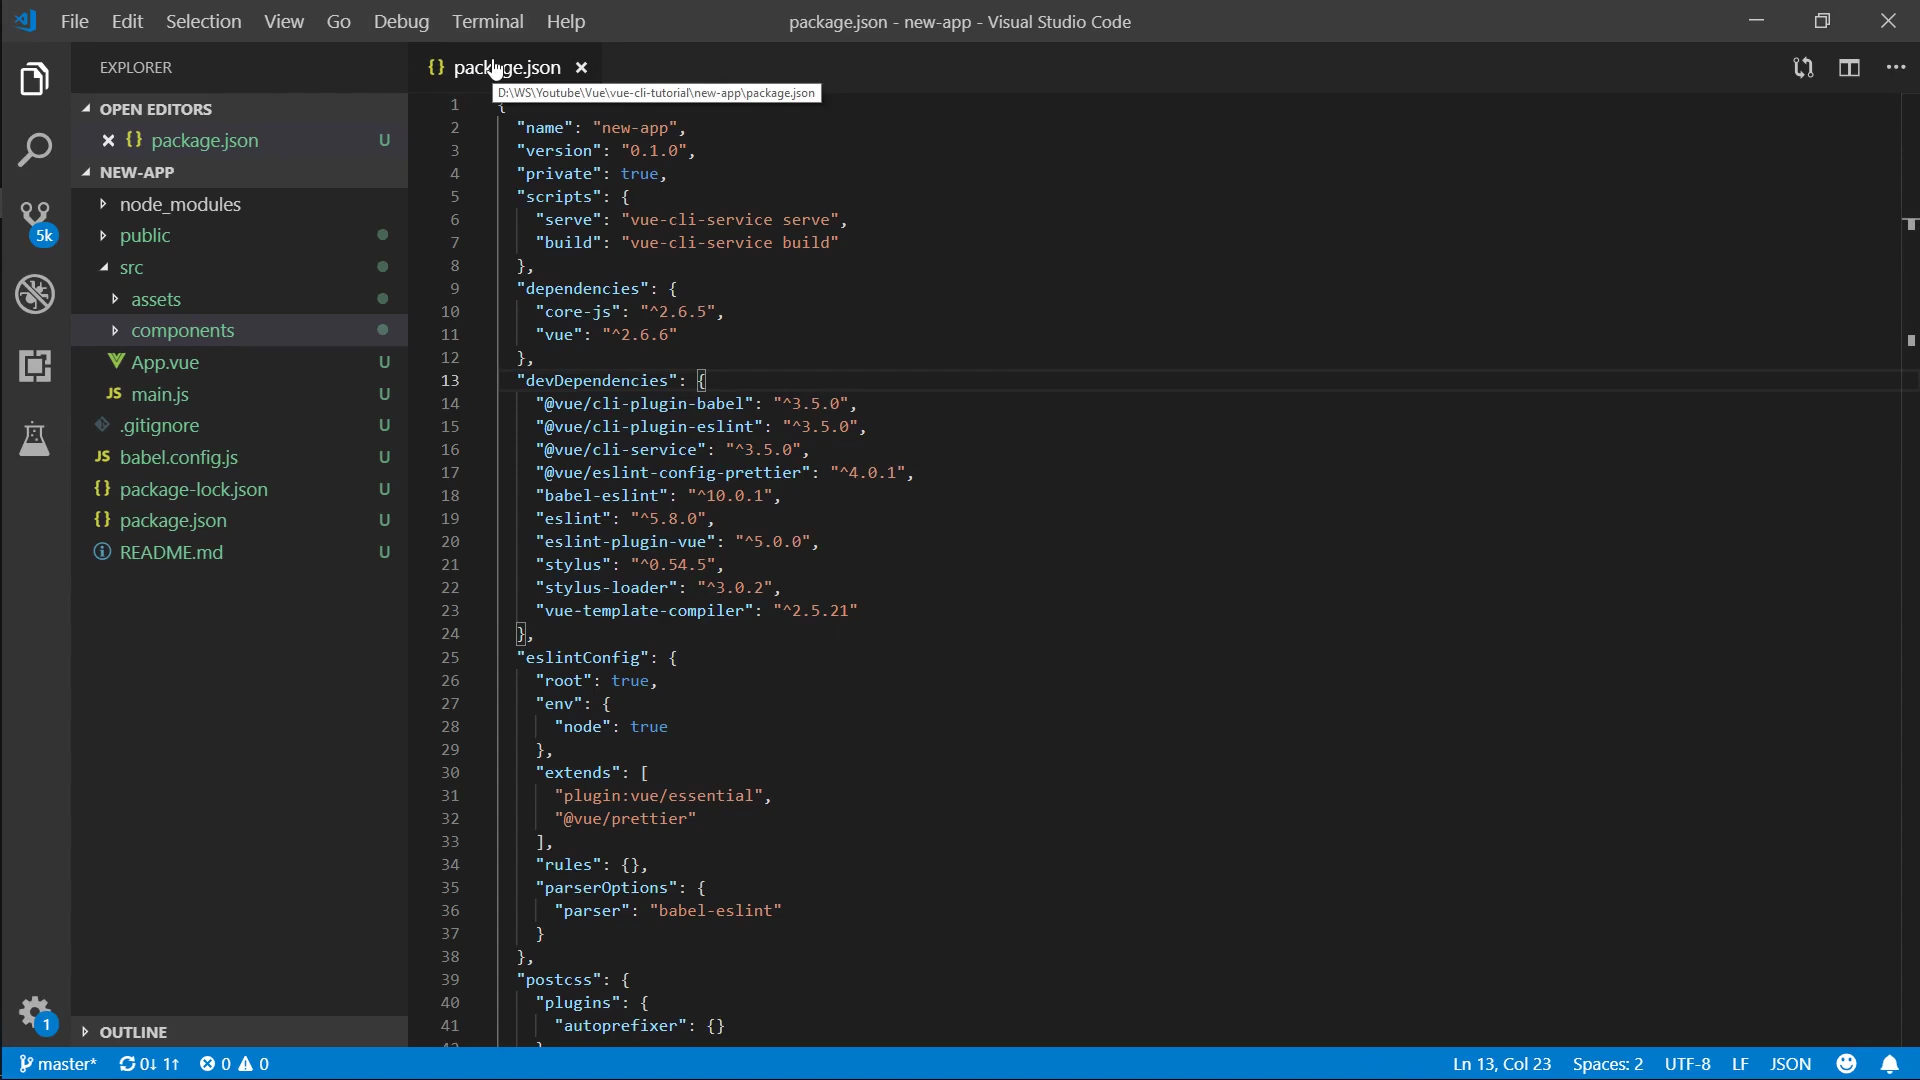 File Edit Selection View Go Debug Terminal Help package.json - new-app - Visual Studio Code
EXPLORER
OPEN EDITORS
{} package.json U
NEW-APP
node_modules
public
src
assets
components
App.vue U
JS main.js U
.gitignore U
JS babel.config.js U
{} package-lock.json U
{} package.json U
README.md U
OUTLINE
5k
1
{} package.json
D:\WS\Youtube\Vue\vue-cli-tutorial\new-app\package.json
1 {
2 "name": "new-app",
3 "version": "0.1.0",
4 "private": true,
5 "scripts": {
6 "serve": "vue-cli-service serve",
7 "build": "vue-cli-service build"
8 },
9 "dependencies": {
10 "core-js": "^2.6.5",
11 "vue": "^2.6.6"
12 },
13 "devDependencies": {
14 "@vue/cli-plugin-babel": "^3.5.0",
15 "@vue/cli-plugin-eslint": "^3.5.0",
16 "@vue/cli-service": "^3.5.0",
17 "@vue/eslint-config-prettier": "^4.0.1",
18 "babel-eslint": "^10.0.1",
19 "eslint": "^5.8.0",
20 "eslint-plugin-vue": "^5.0.0",
21 "stylus": "^0.54.5",
22 "stylus-loader": "^3.0.2",
23 "vue-template-compiler": "^2.5.21"
24 },
25 "eslintConfig": {
26 "root": true,
27 "env": {
28 "node": true
29 },
30 "extends": [
31 "plugin:vue/essential",
32 "@vue/prettier"
33 ],
34 "rules": {},
35 "parserOptions": {
36 "parser": "babel-eslint"
37 }
38 },
39 "postcss": {
40 "plugins": {
41 "autoprefixer": {}
master* 0↓ 1↑ 0 0 Ln 13, Col 23 Spaces: 2 UTF-8 LF JSON